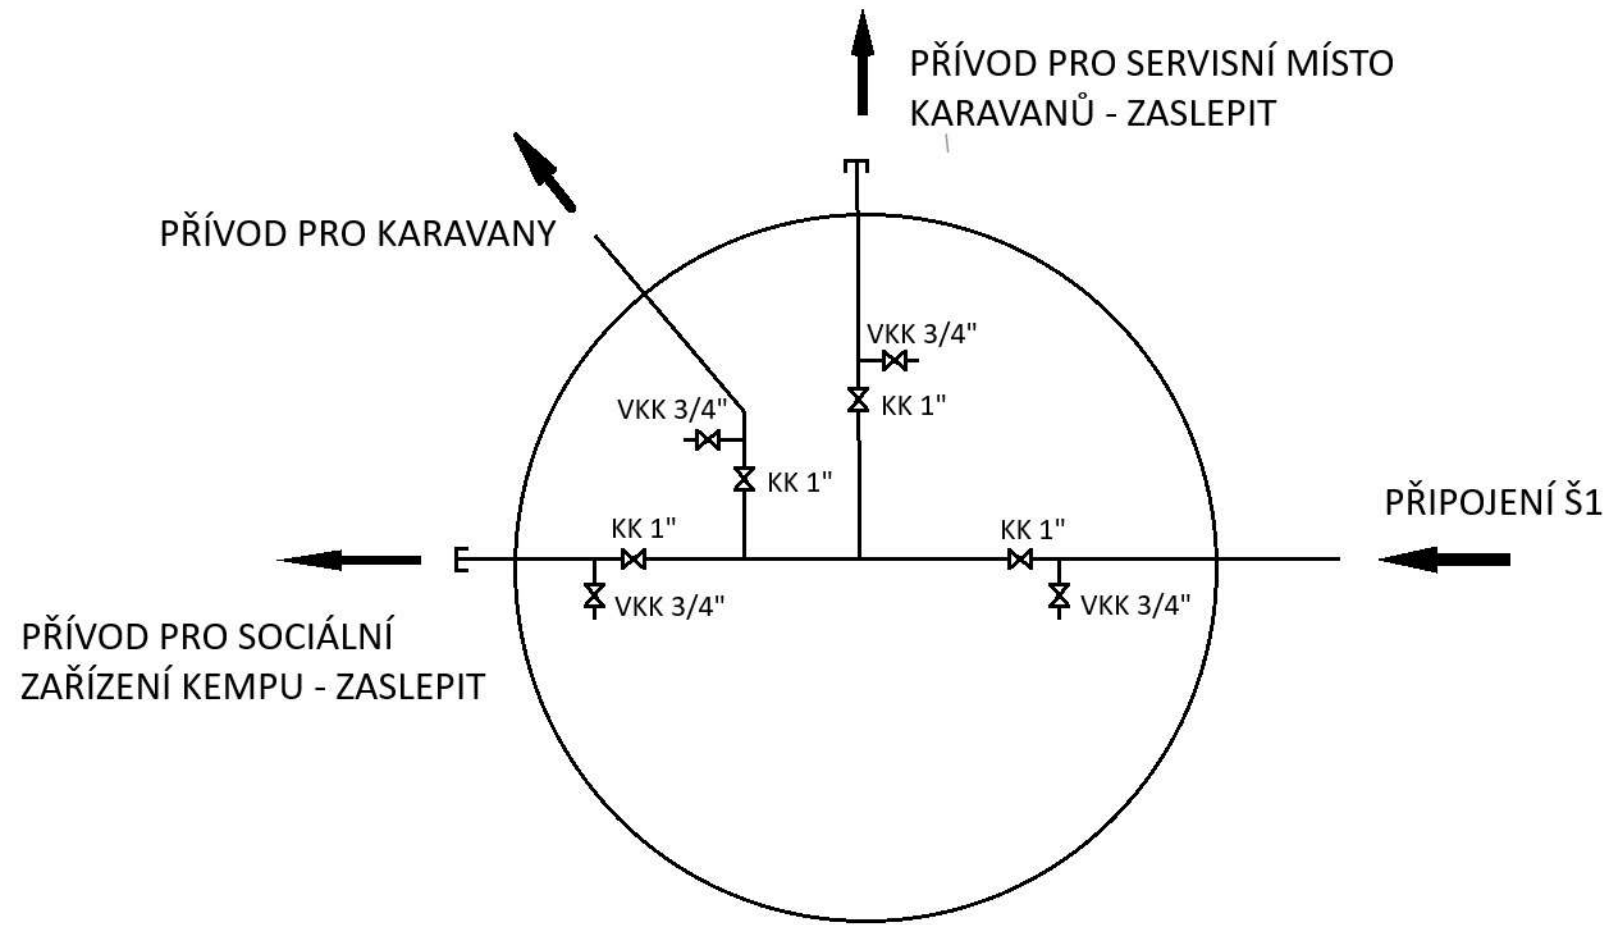 PŘÍVOD PRO SERVISNÍ MÍSTO
KARAVANŮ - ZASLEPIT
PŘÍVOD PRO KARAVANY
VKK 3/4"
KK 1"
VKK 3/4"
KK 1"
PŘIPOJENÍ Š1
KK 1"
KK 1"
VKK 3/4"
VKK 3/4"
PŘÍVOD PRO SOCIÁLNÍ
ZAŘÍZENÍ KEMPU - ZASLEPIT